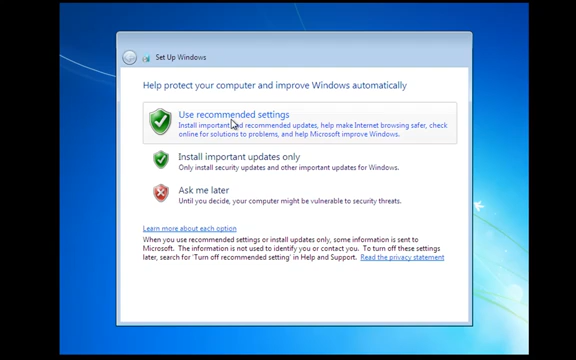 Set Up Windows
Help protect your computer and improve Windows automatically
Use recommended settings
Install important and recommended updates, help make Internet browsing safer, check
online for solutions to problems, and help Microsoft improve Windows.
Install important updates only
Only install security updates and other important updates for Windows.
Ask me later
Until you decide, your computer might be vulnerable to security threats.
Learn more about each option
When you use recommended settings or install updates only, some information is sent to
Microsoft. The information is not used to identify you or contact you. To turn off these settings
later, search for 'Turn off recommended setting' in Help and Support. Read the privacy statement